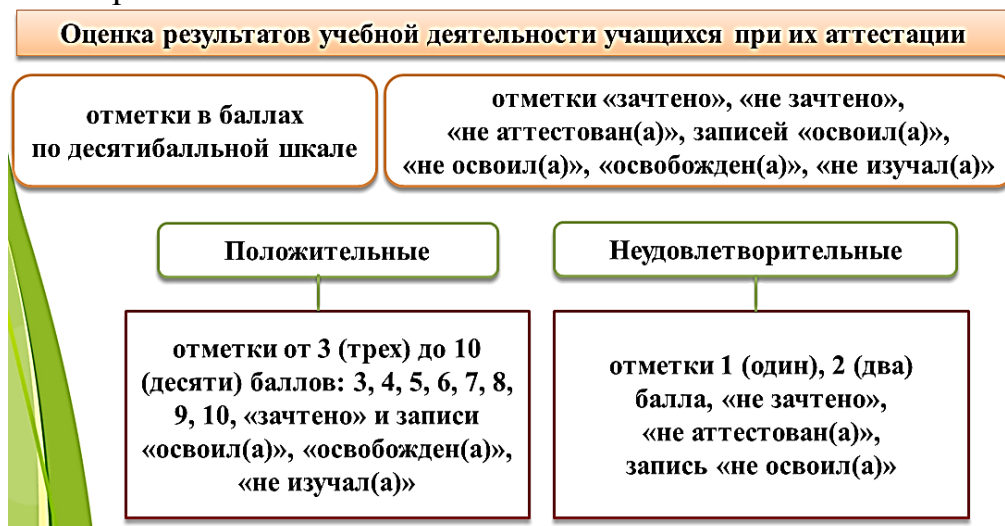 Оценка результатов учебной деятельности учащихся при их аттестации
отметки в баллах
по десятибалльной шкале
отметки «зачтено», «не зачтено»,
«не аттестован(а)», записей «освоил(а)»,
«не освоил(а)», «освобожден(а)», «не изучал(а)»
Положительные
отметки от 3 (трех) до 10
(десяти) баллов: 3, 4, 5, 6, 7, 8,
9, 10, «зачтено» и записи
«освоил(а)», «освобожден(а)»,
«не изучал(а)»
Неудовлетворительные
отметки 1 (один), 2 (два)
балла, «не зачтено»,
«не аттестован(а)»,
запись «не освоил(а)»